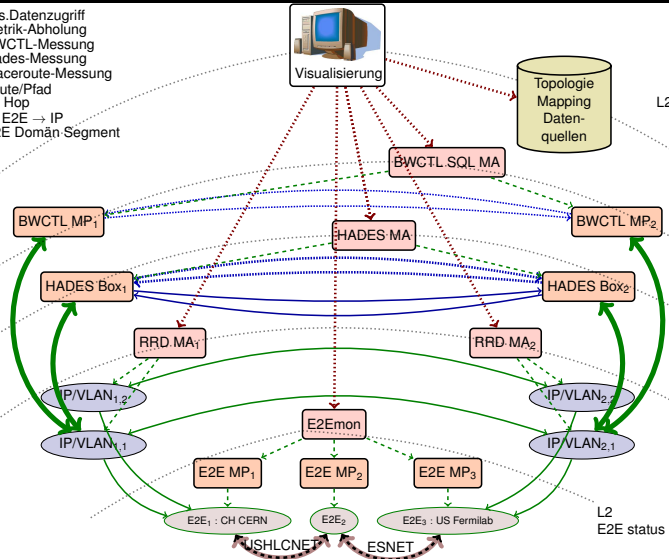 s.Datenzugriff
etrik-Abholung
WCTL-Messung
ades-Messung
aceroute-Messung
ute/Pfad
Hop
E2E → IP
2E Domän Segment
Visualisierung
Topologie
Mapping
Daten-
quellen
L2
BWCTL SQL MA
BWCTL MP1
BWCTL MP2
HADES MA
HADES Box1
HADES Box2
RRD MA1
RRD MA2
IP/VLAN1,2
IP/VLAN2,2
E2Emon
IP/VLAN1,1
IP/VLAN2,1
E2E MP1
E2E MP2
E2E MP3
E2E1 : CH CERN
E2E2
E2E3 : US Fermilab
L2
E2E status
USHLCNET
ESNET